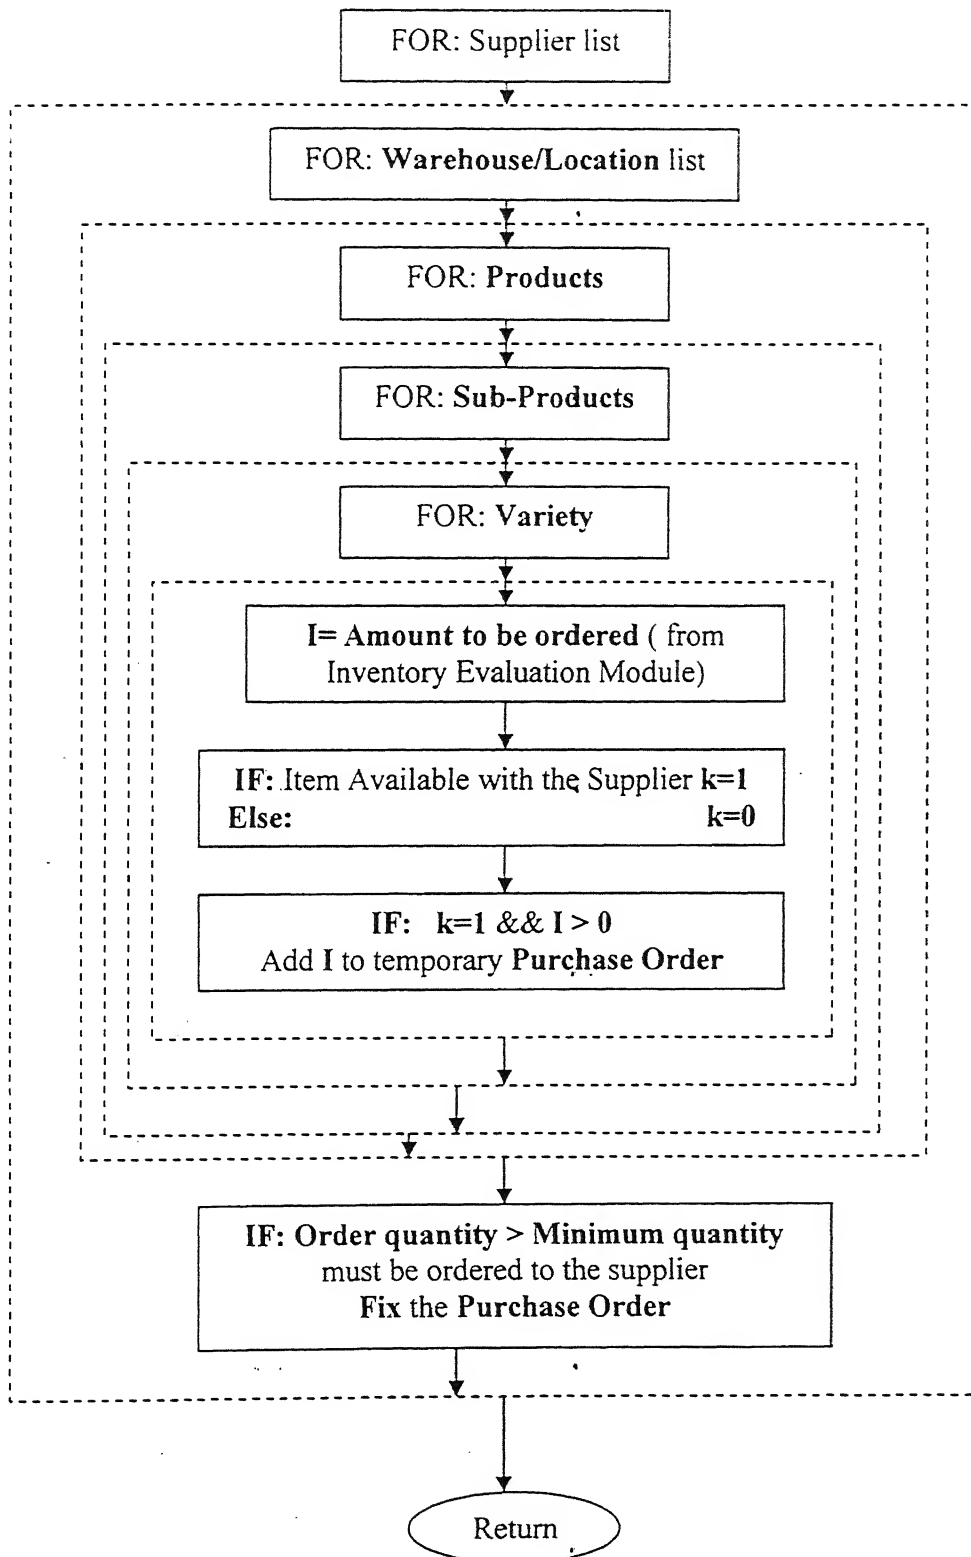 FOR: Supplier list
FOR: Warehouse/Location list
FOR: Products
FOR: Sub-Products
FOR: Variety
I= Amount to be ordered ( from
Inventory Evaluation Module)
IF: Item Available with the Supplier k=1
Else: k=0
IF: k=1 && I > 0
Add I to temporary Purchase Order
IF: Order quantity > Minimum quantity
must be ordered to the supplier
Fix the Purchase Order
Return